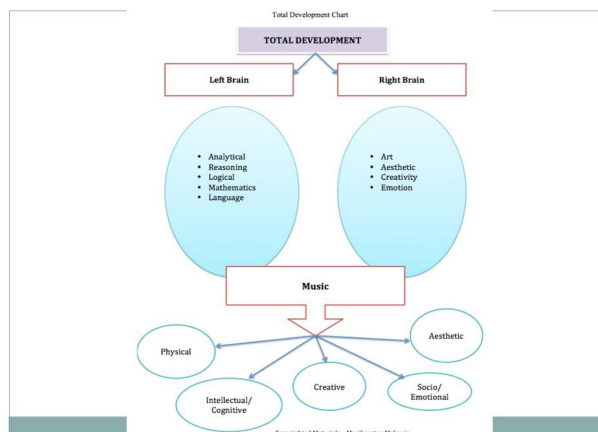 Total Development Chart
TOTAL DEVELOPMENT
Left Brain
Right Brain
• Analytical
• Reasoning
• Logical
• Mathematics
• Language
• Art
• Aesthetic
• Creativity
• Emotion
Music
Physical
Aesthetic
Intellectual/
Cognitive
Creative
Socio/
Emotional